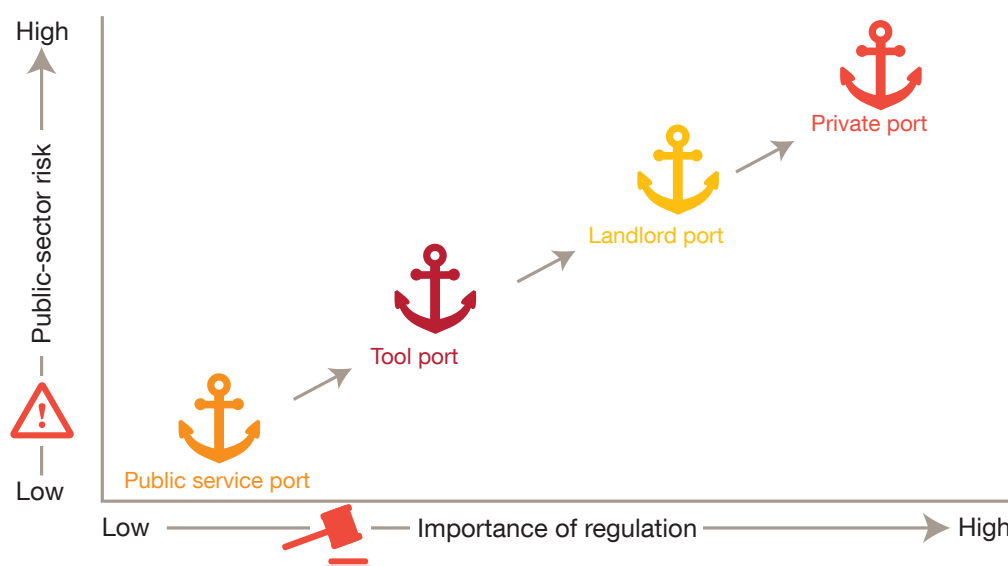 High
Private port
Landlord port
Public-sector risk
Tool port
!
Public service port
Low
Low
Importance of regulation
High